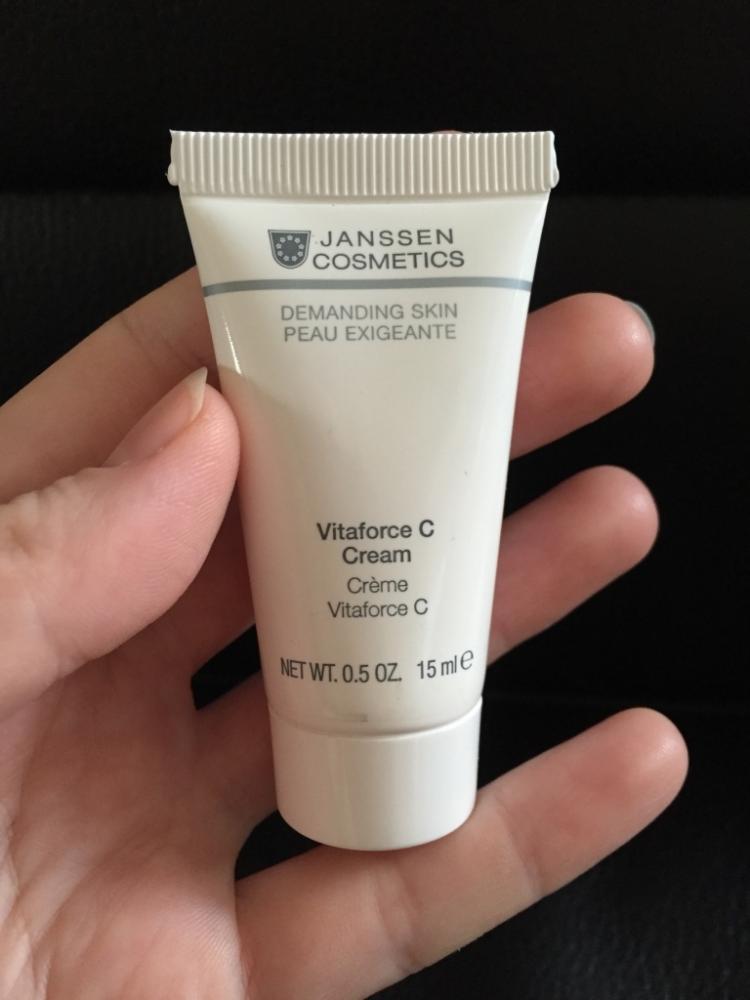 JANSSEN
COSMETICS
DEMANDING SKIN
PEAU EXIGEANTE
Vitaforce C
Cream
Crème
Vitaforce C
NET WT. 0.5 OZ. 15 ml ℮